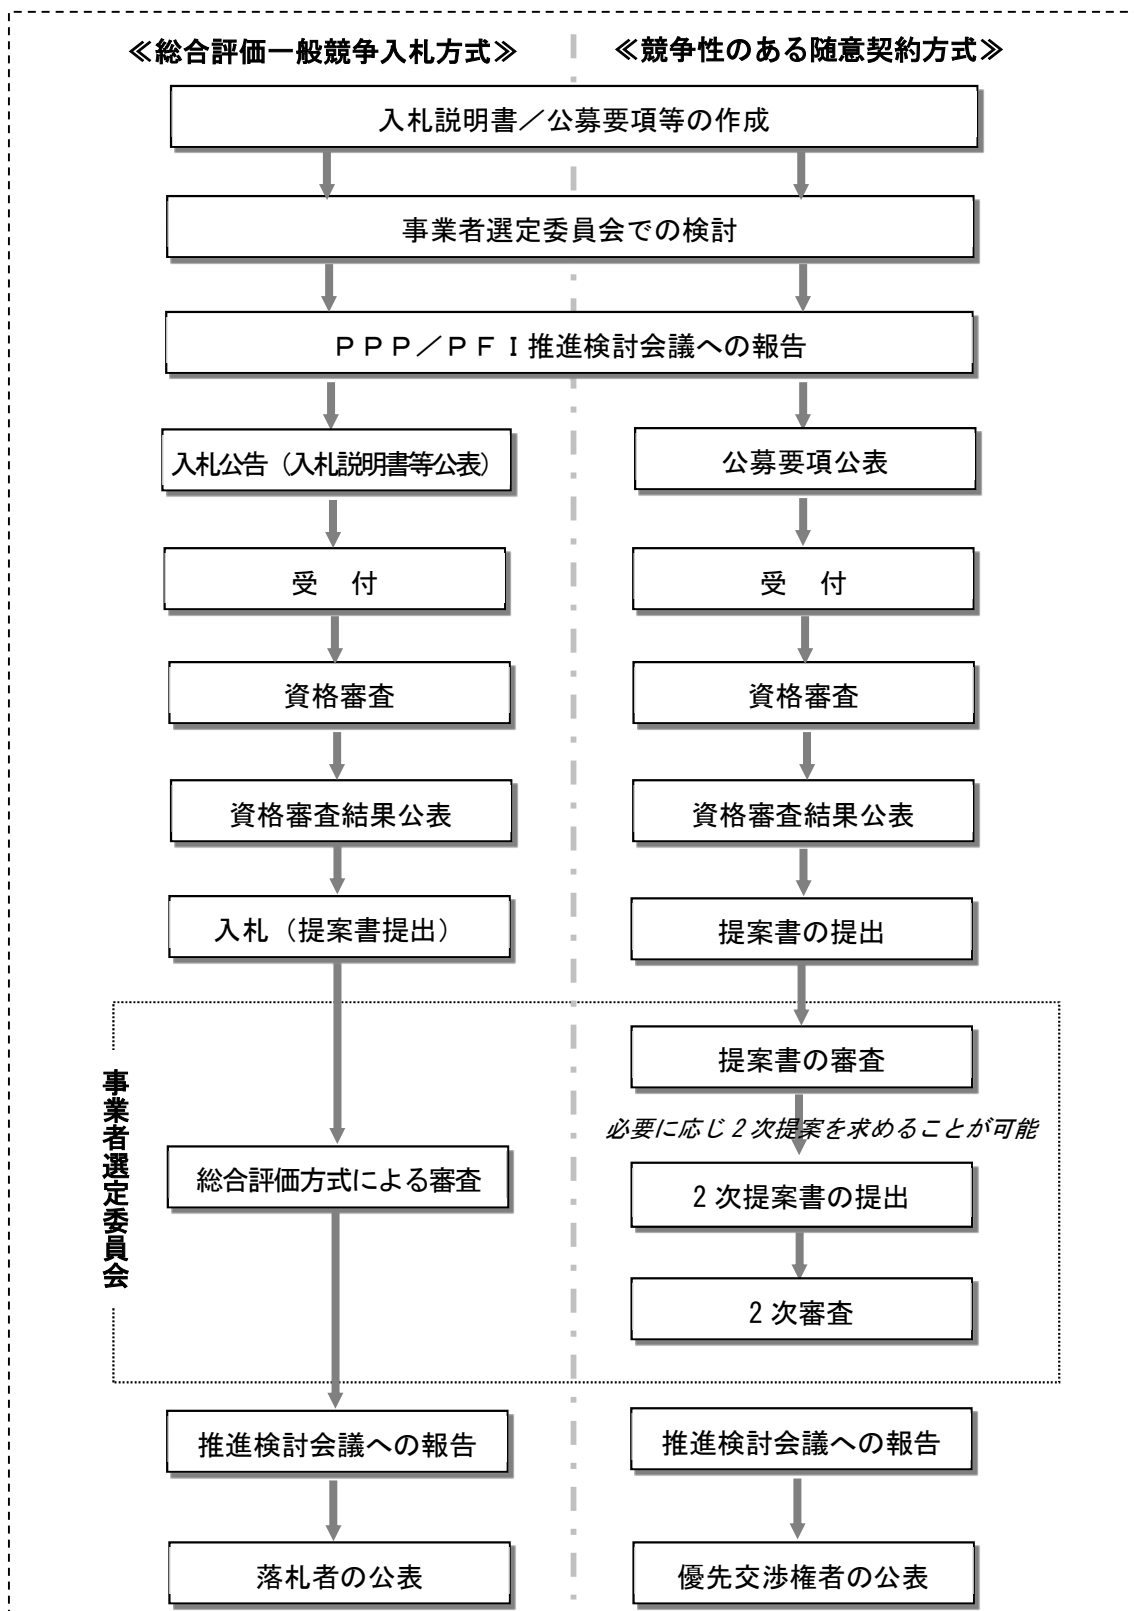 ≪総合評価一般競争入札方式≫
≪競争性のある随意契約方式≫
入札説明書／公募要項等の作成
事業者選定委員会での検討
ＰＰＰ／ＰＦＩ推進検討会議への報告
入札公告（入札説明書等公表）
公募要項公表
受　付
受　付
資格審査
資格審査
資格審査結果公表
資格審査結果公表
入札（提案書提出）
提案書の提出
事業者選定委員会
提案書の審査
必要に応じ２次提案を求めることが可能
総合評価方式による審査
２次提案書の提出
２次審査
推進検討会議への報告
推進検討会議への報告
落札者の公表
優先交渉権者の公表